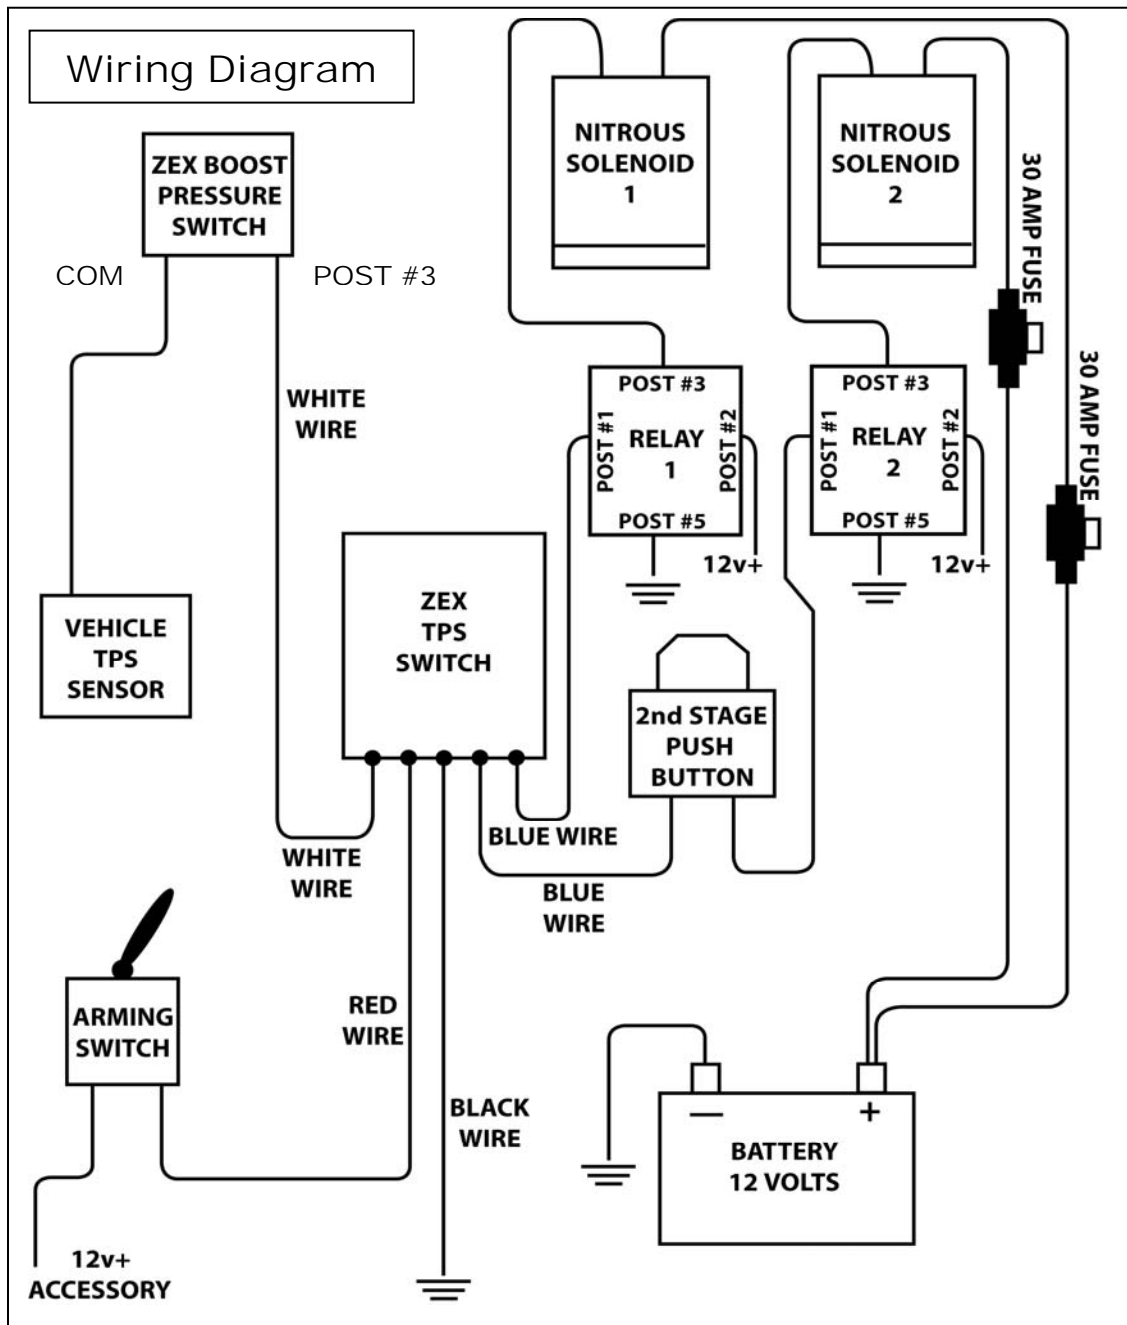 Wiring Diagram
ZEX BOOST
PRESSURE
SWITCH
COM
POST #3
WHITE
WIRE
VEHICLE
TPS
SENSOR
NITROUS
SOLENOID
1
NITROUS
SOLENOID
2
30 AMP FUSE
30 AMP FUSE
POST #3
POST #1
RELAY
1
POST #2
POST #5
12v+
POST #3
POST #1
RELAY
2
POST #2
POST #5
12v+
ZEX
TPS
SWITCH
2nd STAGE
PUSH
BUTTON
WHITE
WIRE
BLUE WIRE
BLUE
WIRE
ARMING
SWITCH
RED
WIRE
BLACK
WIRE
12v+
ACCESSORY
—
+
BATTERY
12 VOLTS